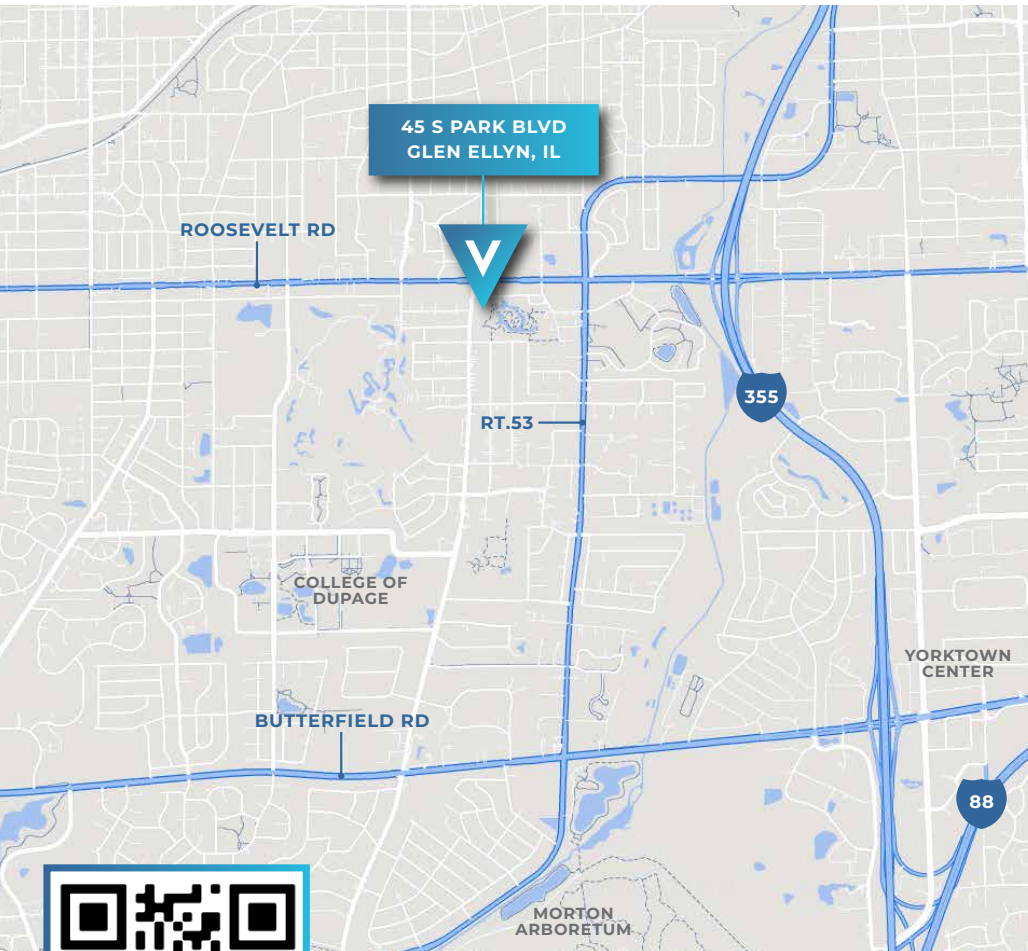 45 S PARK BLVD
GLEN ELLYN, IL
ROOSEVELT RD
V
355
RT.53
COLLEGE OF
DUPAGE
YORKTOWN
CENTER
BUTTERFIELD RD
88
MORTON
ARBORETUM